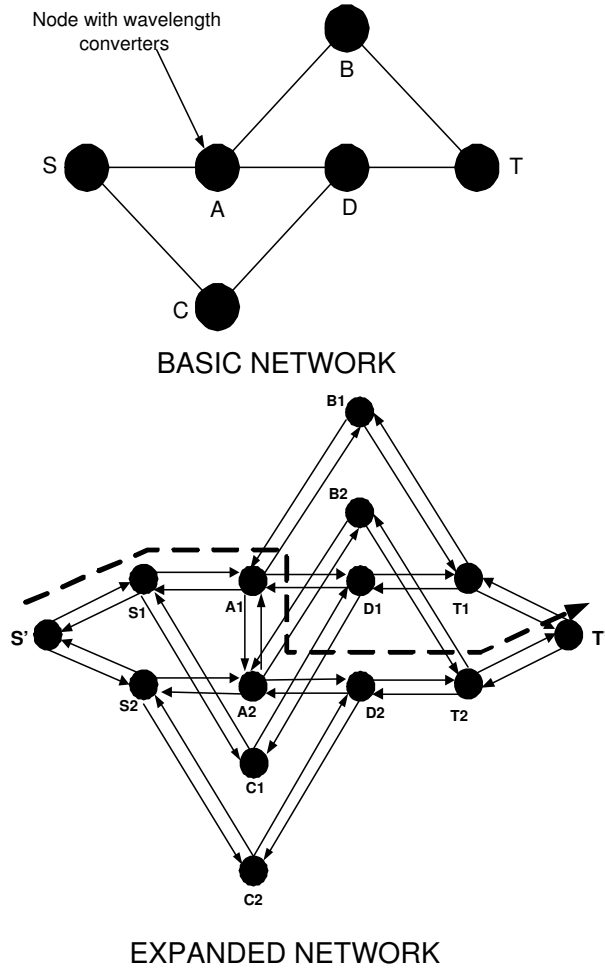 Node with wavelength
converters
B
S
T
A
D
C
BASIC NETWORK
B1
B2
S1
A1
D1
T1
S'
T
S2
A2
D2
T2
C1
C2
EXPANDED NETWORK